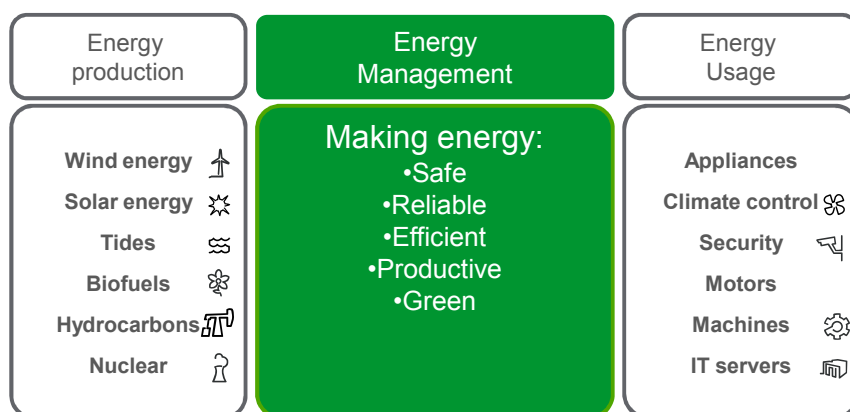 Energy
production
Energy
Management
Energy
Usage
Wind energy
Solar energy
Tides
Biofuels
Hydrocarbons
Nuclear
Making energy:
•Safe
•Reliable
•Efficient
•Productive
•Green
Appliances
Climate control
Security
Motors
Machines
IT servers